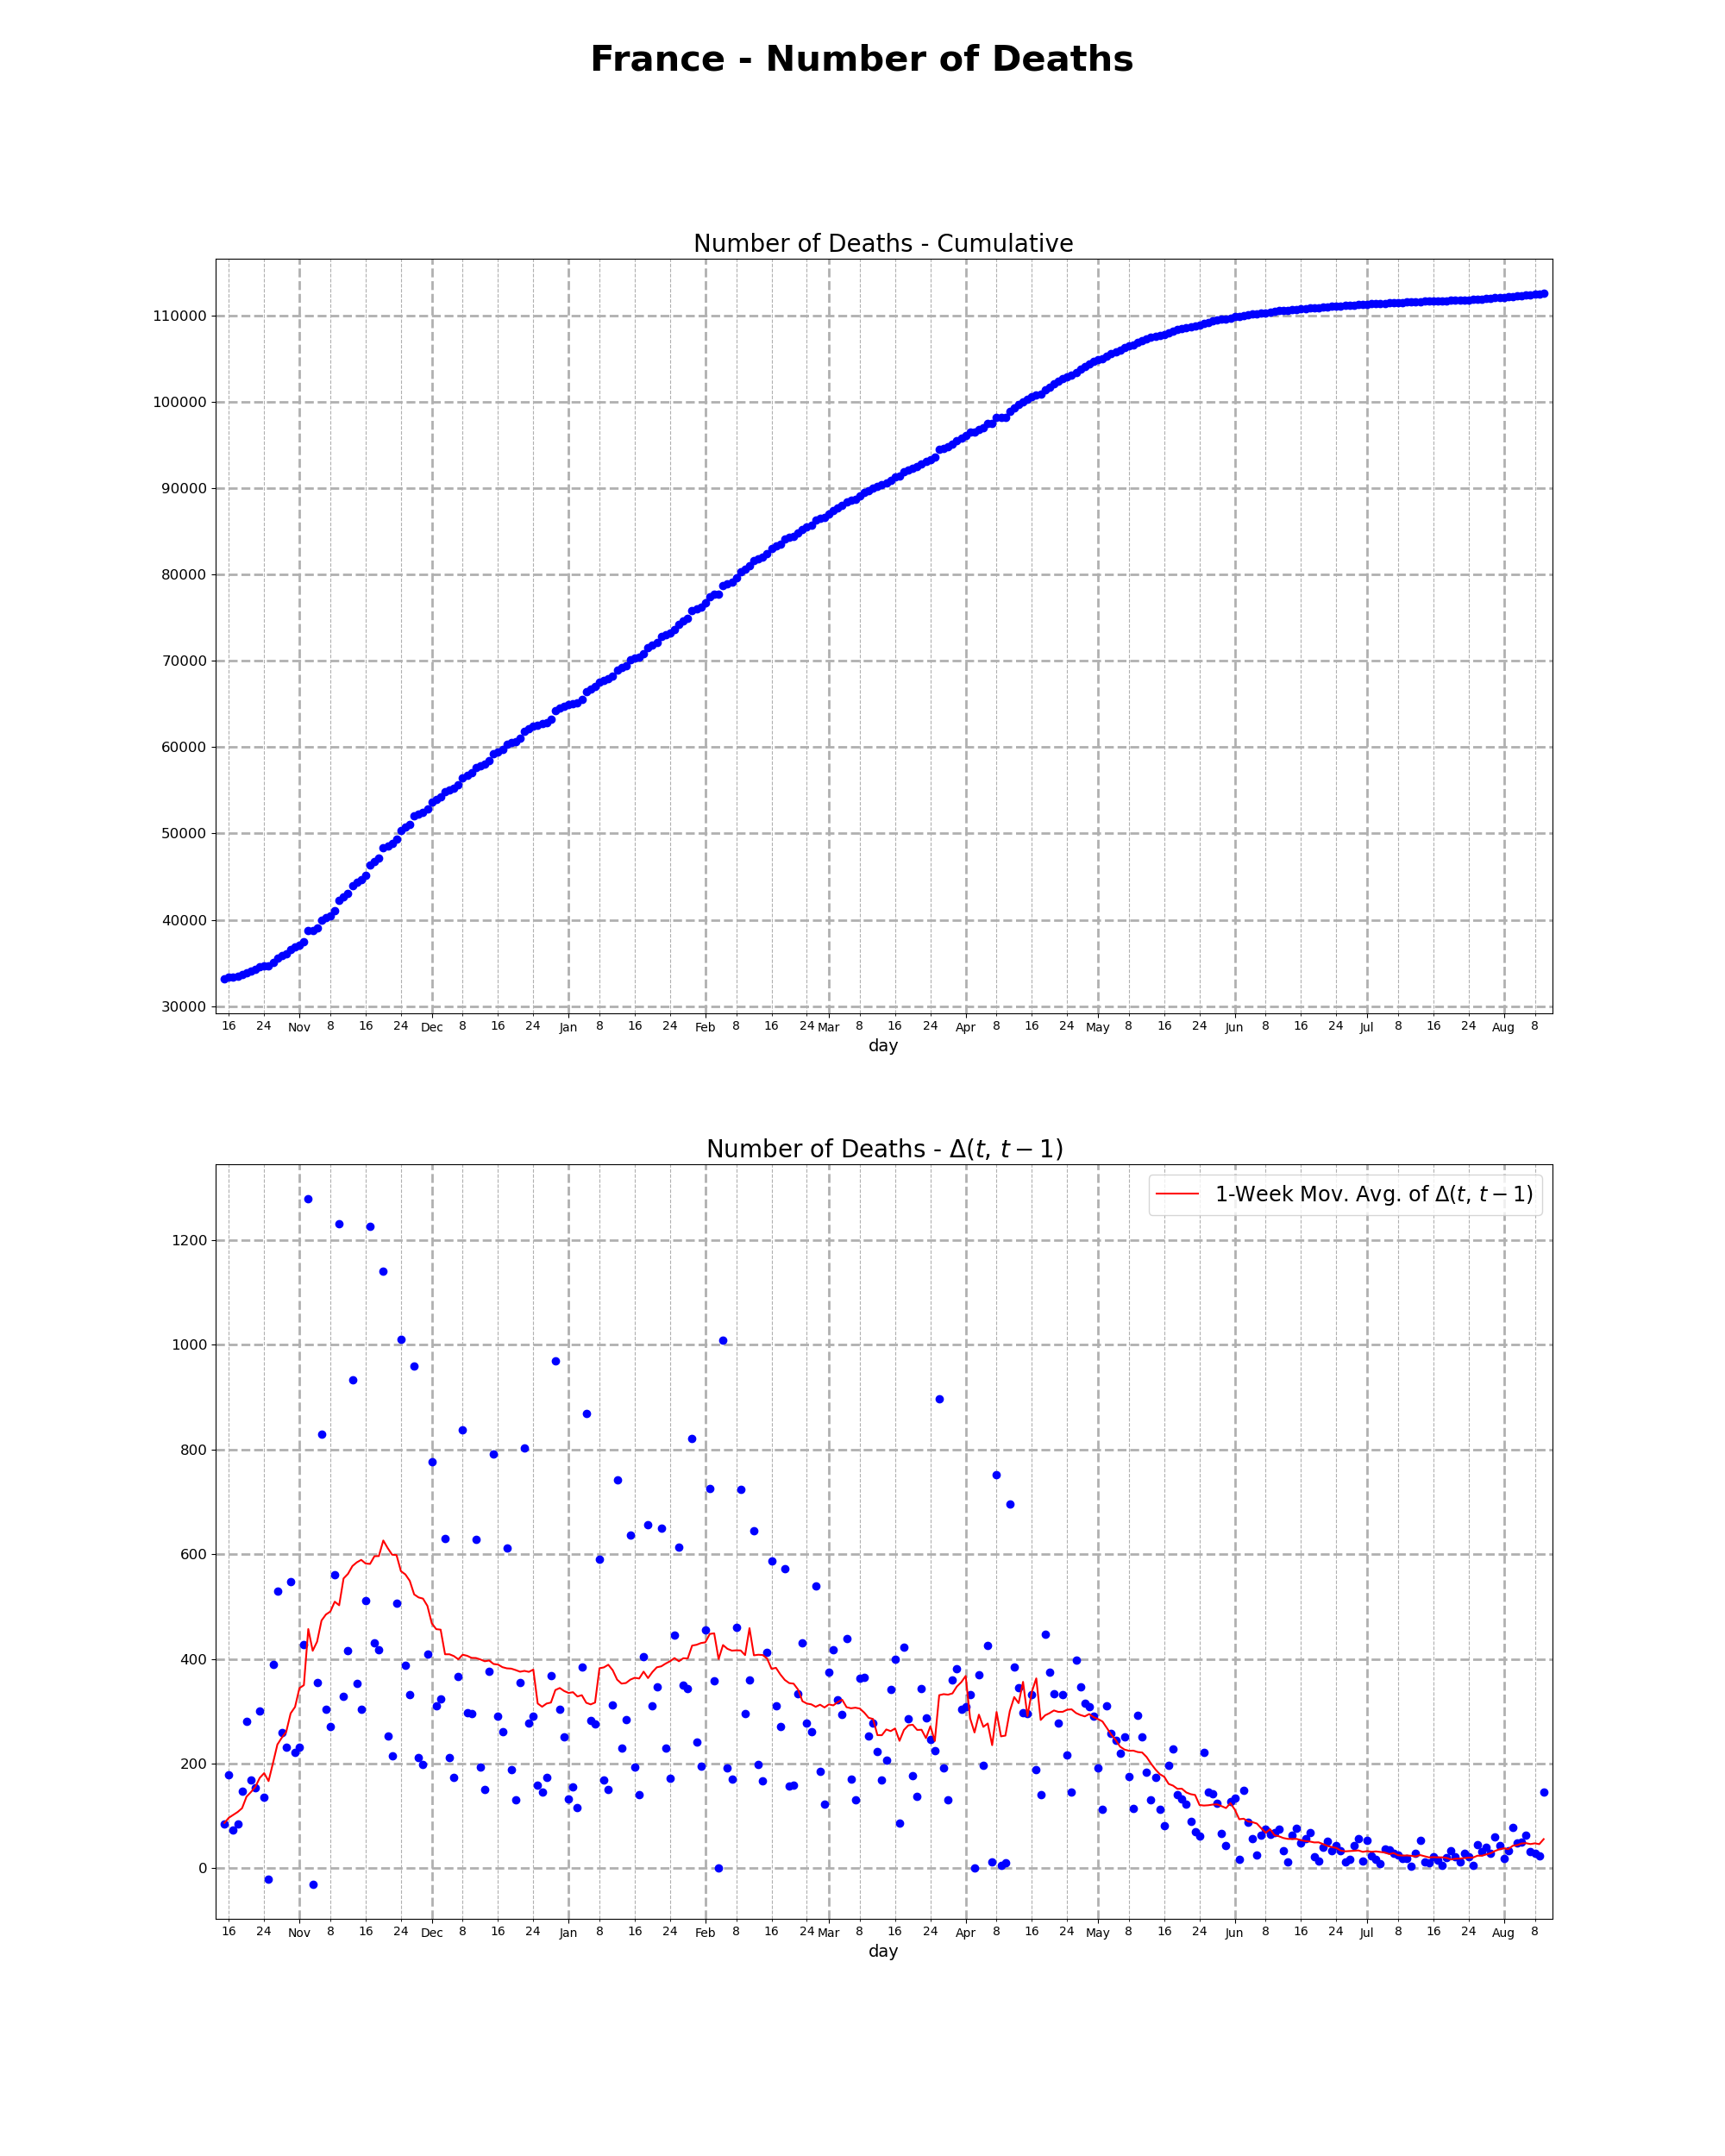 France - Number of Deaths
Number of Deaths - Cumulative
110000
100000
90000
80000
70000
60000
50000
40000
30000
16 24 Nov 8 16 24 Dec 8 16 24 Jan 8 16 24 Feb 8 16 24 Mar 8 16 24 Apr 8 16 24 May 8 16 24 Jun 8 16 24 Jul 8 16 24 Aug 8
day
Number of Deaths - Δ(t, t − 1)
1-Week Mov. Avg. of Δ(t, t − 1)
1200
1000
800
600
400
200
0
16 24 Nov 8 16 24 Dec 8 16 24 Jan 8 16 24 Feb 8 16 24 Mar 8 16 24 Apr 8 16 24 May 8 16 24 Jun 8 16 24 Jul 8 16 24 Aug 8
day